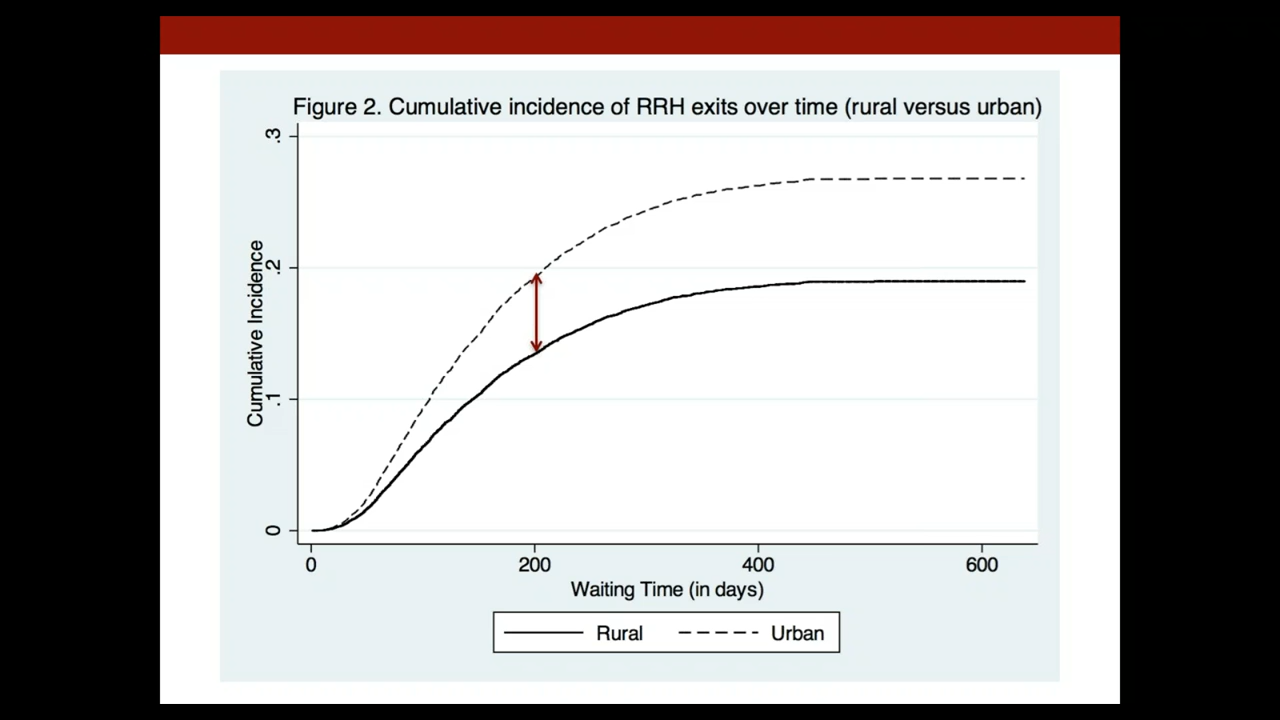 Figure 2. Cumulative incidence of RRH exits over time (rural versus urban)
Cumulative Incidence
.3
.2
.1
0
0 200 400 600
Waiting Time (in days)
Rural Urban